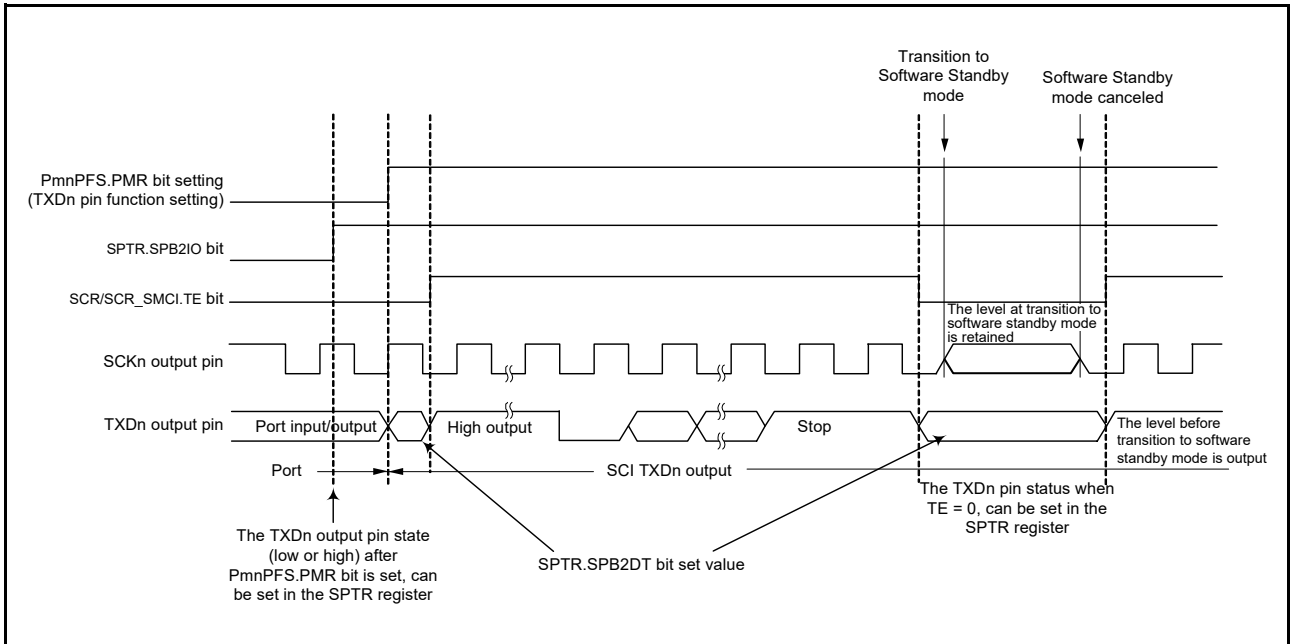 Transition to
Software Standby
mode
Software Standby
mode canceled
PmnPFS.PMR bit setting
(TXDn pin function setting)
SPTR.SPB2IO bit
SCR/SCR_SMCI.TE bit
The level at transition to
software standby mode
is retained
SCKn output pin
TXDn output pin
Port input/output
High output
Stop
The level before
transition to software
standby mode is output
Port
SCI TXDn output
The TXDn pin status when
TE = 0, can be set in the
SPTR register
The TXDn output pin state
(low or high) after
PmnPFS.PMR bit is set, can
be set in the SPTR register
SPTR.SPB2DT bit set value